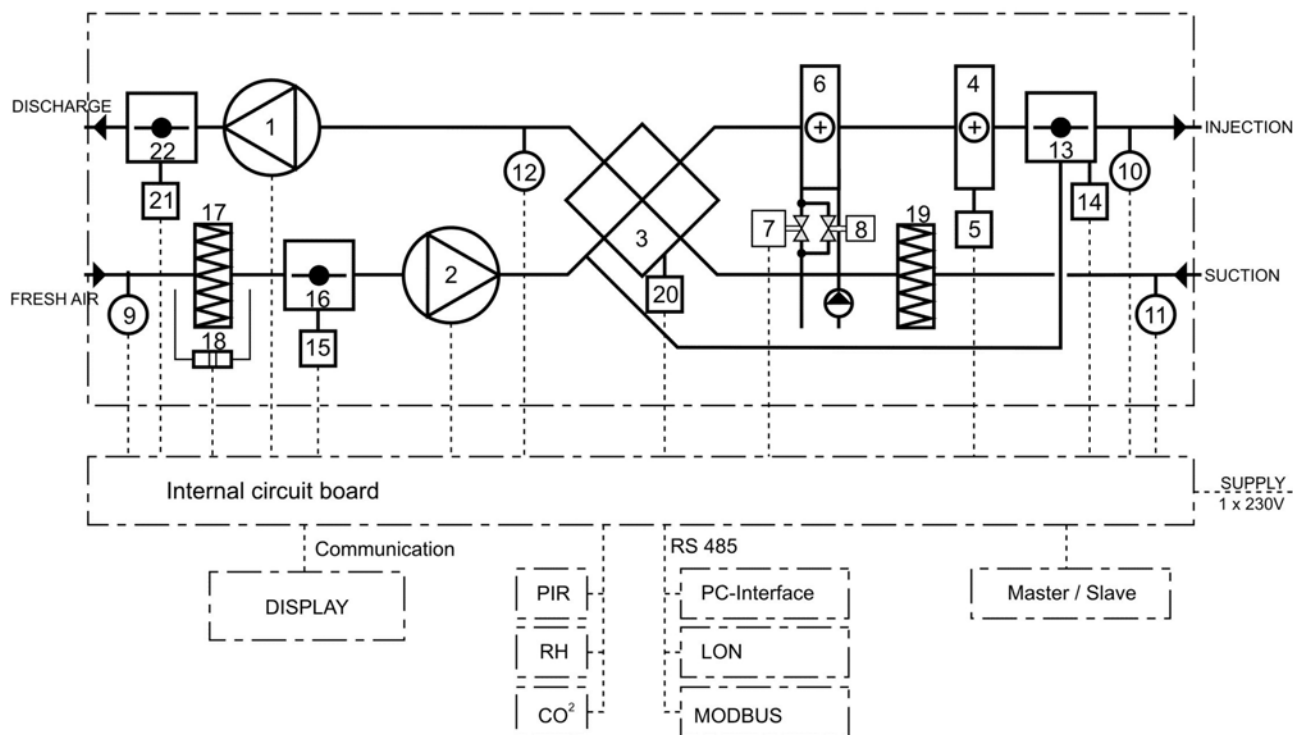 DISCHARGE
1
22
12
6
4
13
INJECTION
10
21
17
3
7
8
5
19
14
FRESH AIR
9
16
2
20
SUCTION
11
18
15
Internal circuit board
SUPPLY
1 x 230V
Communication
RS 485
DISPLAY
PIR
PC-Interface
Master / Slave
RH
LON
CO²
MODBUS